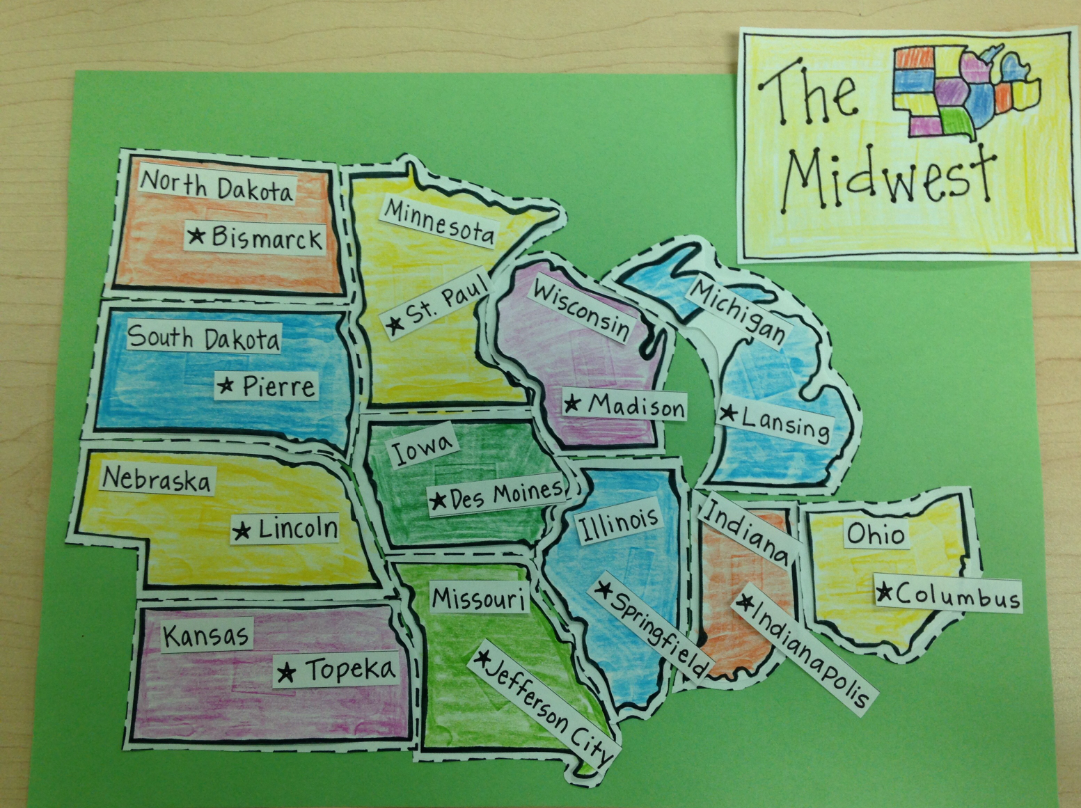 The
Midwest
North Dakota
★ Bismarck
Minnesota
★ St. Paul
Wisconsin
★ Madison
Michigan
★ Lansing
South Dakota
★ Pierre
Iowa
★ Des Moines
Nebraska
★ Lincoln
Illinois
★ Springfield
Indiana
★ Indianapolis
Ohio
★ Columbus
Kansas
★ Topeka
Missouri
★ Jefferson City